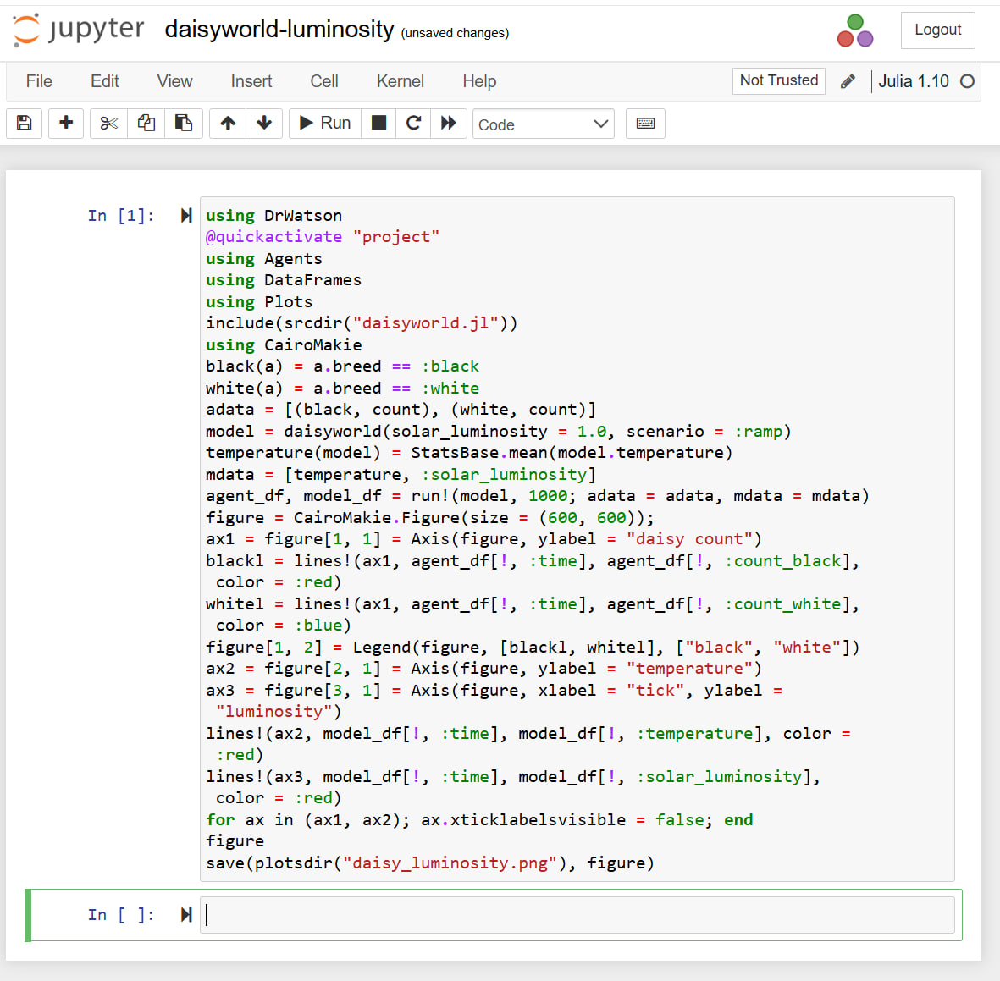 jupyter daisyworld-luminosity (unsaved changes) Logout
File Edit View Insert Cell Kernel Help Not Trusted Julia 1.10
Run Code
In [1]:
using DrWatson
@quickactivate "project"
using Agents
using DataFrames
using Plots
include(srcdir("daisyworld.jl"))
using CairoMakie
black(a) = a.breed == :black
white(a) = a.breed == :white
adata = [(black, count), (white, count)]
model = daisyworld(solar_luminosity = 1.0, scenario = :ramp)
temperature(model) = StatsBase.mean(model.temperature)
mdata = [temperature, :solar_luminosity]
agent_df, model_df = run!(model, 1000; adata = adata, mdata = mdata)
figure = CairoMakie.Figure(size = (600, 600));
ax1 = figure[1, 1] = Axis(figure, ylabel = "daisy count")
blackl = lines!(ax1, agent_df[!, :time], agent_df[!, :count_black],
color = :red)
whitel = lines!(ax1, agent_df[!, :time], agent_df[!, :count_white],
color = :blue)
figure[1, 2] = Legend(figure, [blackl, whitel], ["black", "white"])
ax2 = figure[2, 1] = Axis(figure, ylabel = "temperature")
ax3 = figure[3, 1] = Axis(figure, xlabel = "tick", ylabel =
"luminosity")
lines!(ax2, model_df[!, :time], model_df[!, :temperature], color =
:red)
lines!(ax3, model_df[!, :time], model_df[!, :solar_luminosity],
color = :red)
for ax in (ax1, ax2); ax.xticklabelsvisible = false; end
figure
save(plotsdir("daisy_luminosity.png"), figure)
In [ ]: